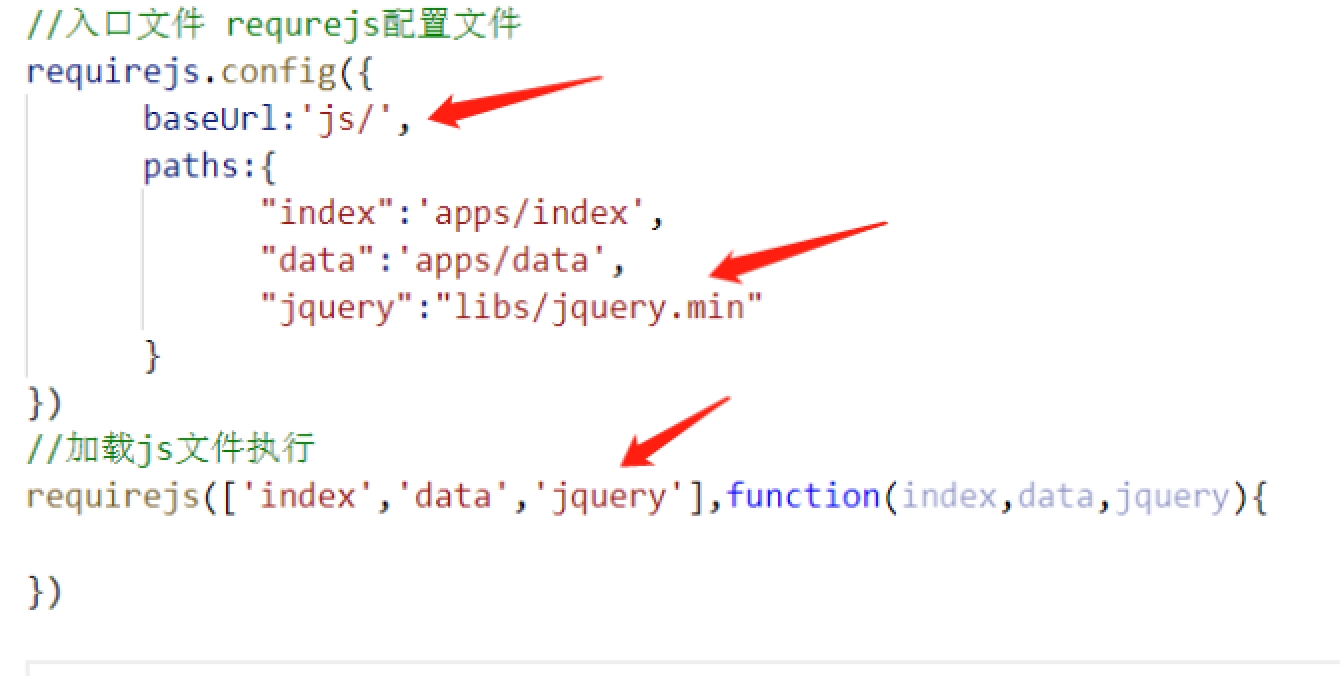 //入口文件 requrejs配置文件
requirejs.config({
baseUrl:'js/',
paths:{
"index":'apps/index',
"data":'apps/data',
"jquery":"libs/jquery.min"
}
})
//加载js文件执行
requirejs(['index','data','jquery'],function(index,data,jquery){
})